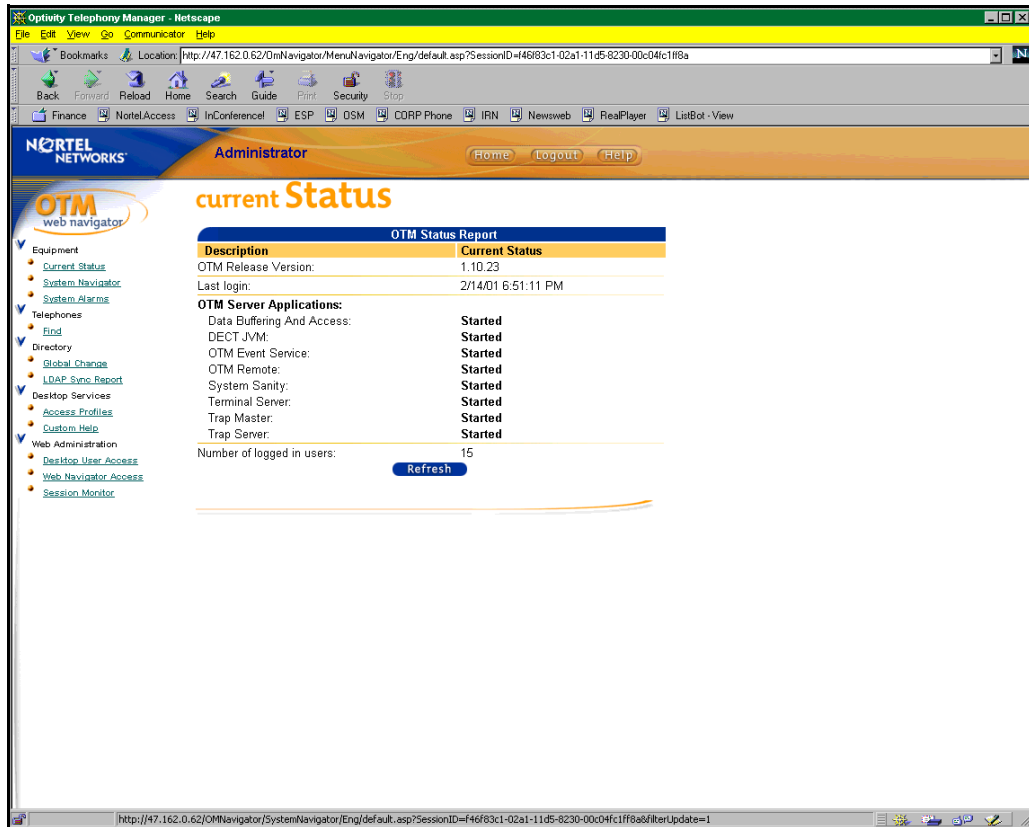 Optivity Telephony Manager - Netscape
File Edit View Go Communicator Help
Bookmarks Location: http://47.162.0.62/OmNavigator/MenuNavigator/Eng/default.asp?SessionID=f46f83c1-02a1-11d5-8230-00c04fc1ff8a
N
Back Forward Reload Home Search Guide Print Security Stop
Finance Nortel.Access InConference! ESP OSM CORP Phone IRN Newsweb RealPlayer ListBot - View
NORTEL NETWORKS
Administrator
Home Logout Help
OTM
web navigator
Equipment
Current Status
System Navigator
System Alarms
Telephones
Find
Directory
Global Change
LDAP Sync Report
Desktop Services
Access Profiles
Custom Help
Web Administration
Desktop User Access
Web Navigator Access
Session Monitor
current Status
OTM Status Report
Description Current Status
OTM Release Version: 1.10.23
Last login: 2/14/01 6:51:11 PM
OTM Server Applications:
Data Buffering And Access: Started
DECT JVM: Started
OTM Event Service: Started
OTM Remote: Started
System Sanity: Started
Terminal Server: Started
Trap Master: Started
Trap Server: Started
Number of logged in users: 15
Refresh
http://47.162.0.62/OMNavigator/SystemNavigator/Eng/default.asp?SessionID=f46f83c1-02a1-11d5-8230-00c04fc1ff8a&filterUpdate=1